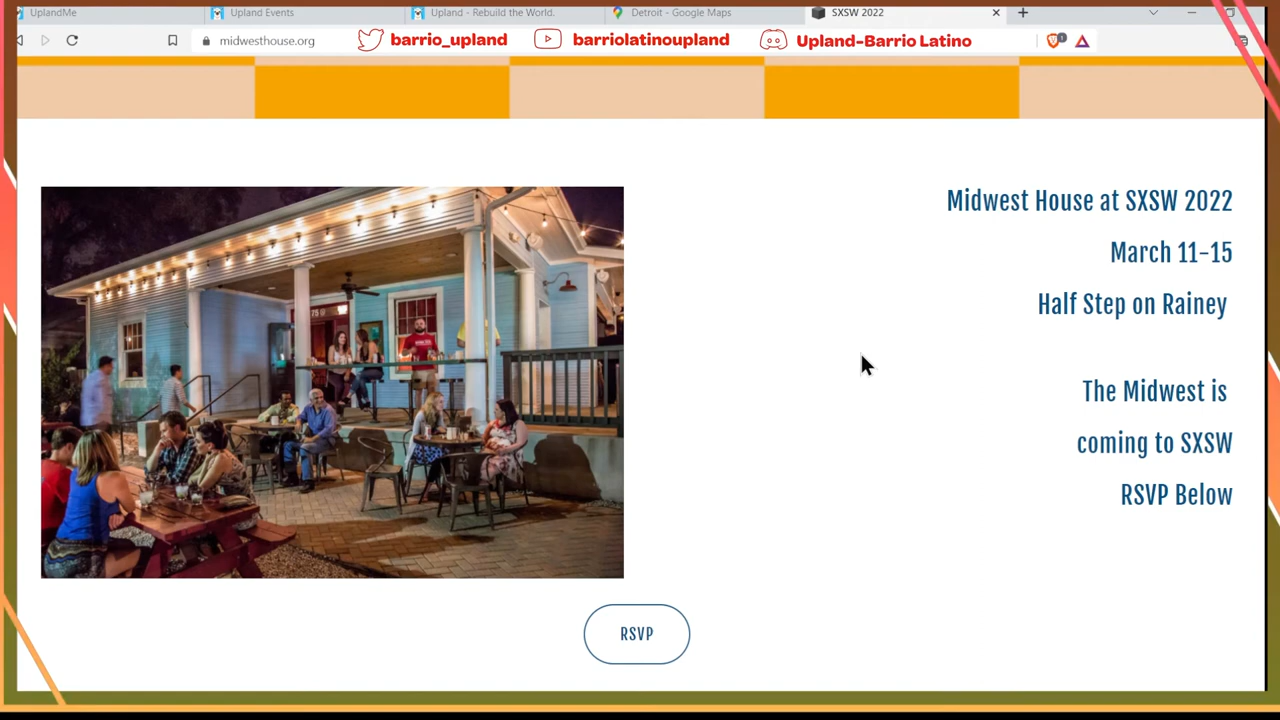 UplandMe
Upland Events
Upland - Rebuild the World.
Detroit - Google Maps
SXSW 2022
midwesthouse.org
barrio_upland
barriolatinoupland
Upland-Barrio Latino
Midwest House at SXSW 2022
March 11-15
Half Step on Rainey
75
The Midwest is
coming to SXSW
RSVP Below
RSVP